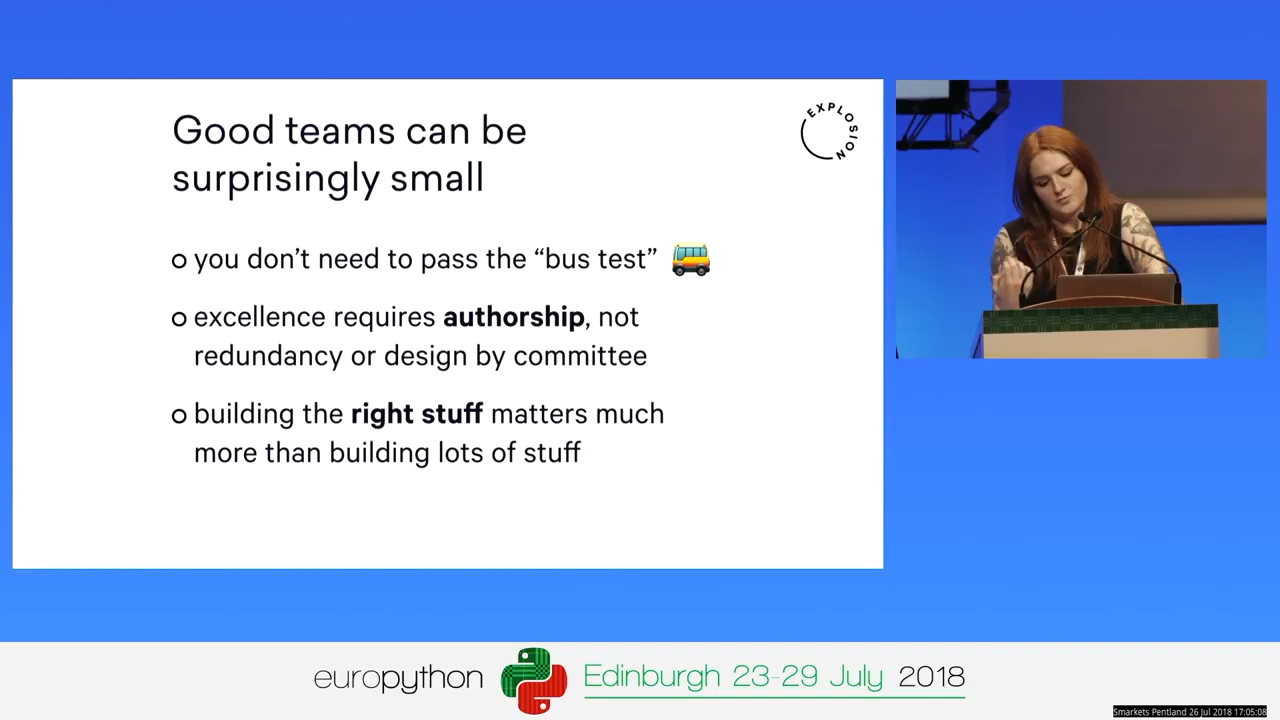 Good teams can be
surprisingly small
EXPLOSION
o you don’t need to pass the “bus test” 🚌
o excellence requires authorship, not
redundancy or design by committee
o building the right stuff matters much
more than building lots of stuff
europython Edinburgh 23-29 July 2018
Smarkets Pentland 26 Jul 2018 17:05:08